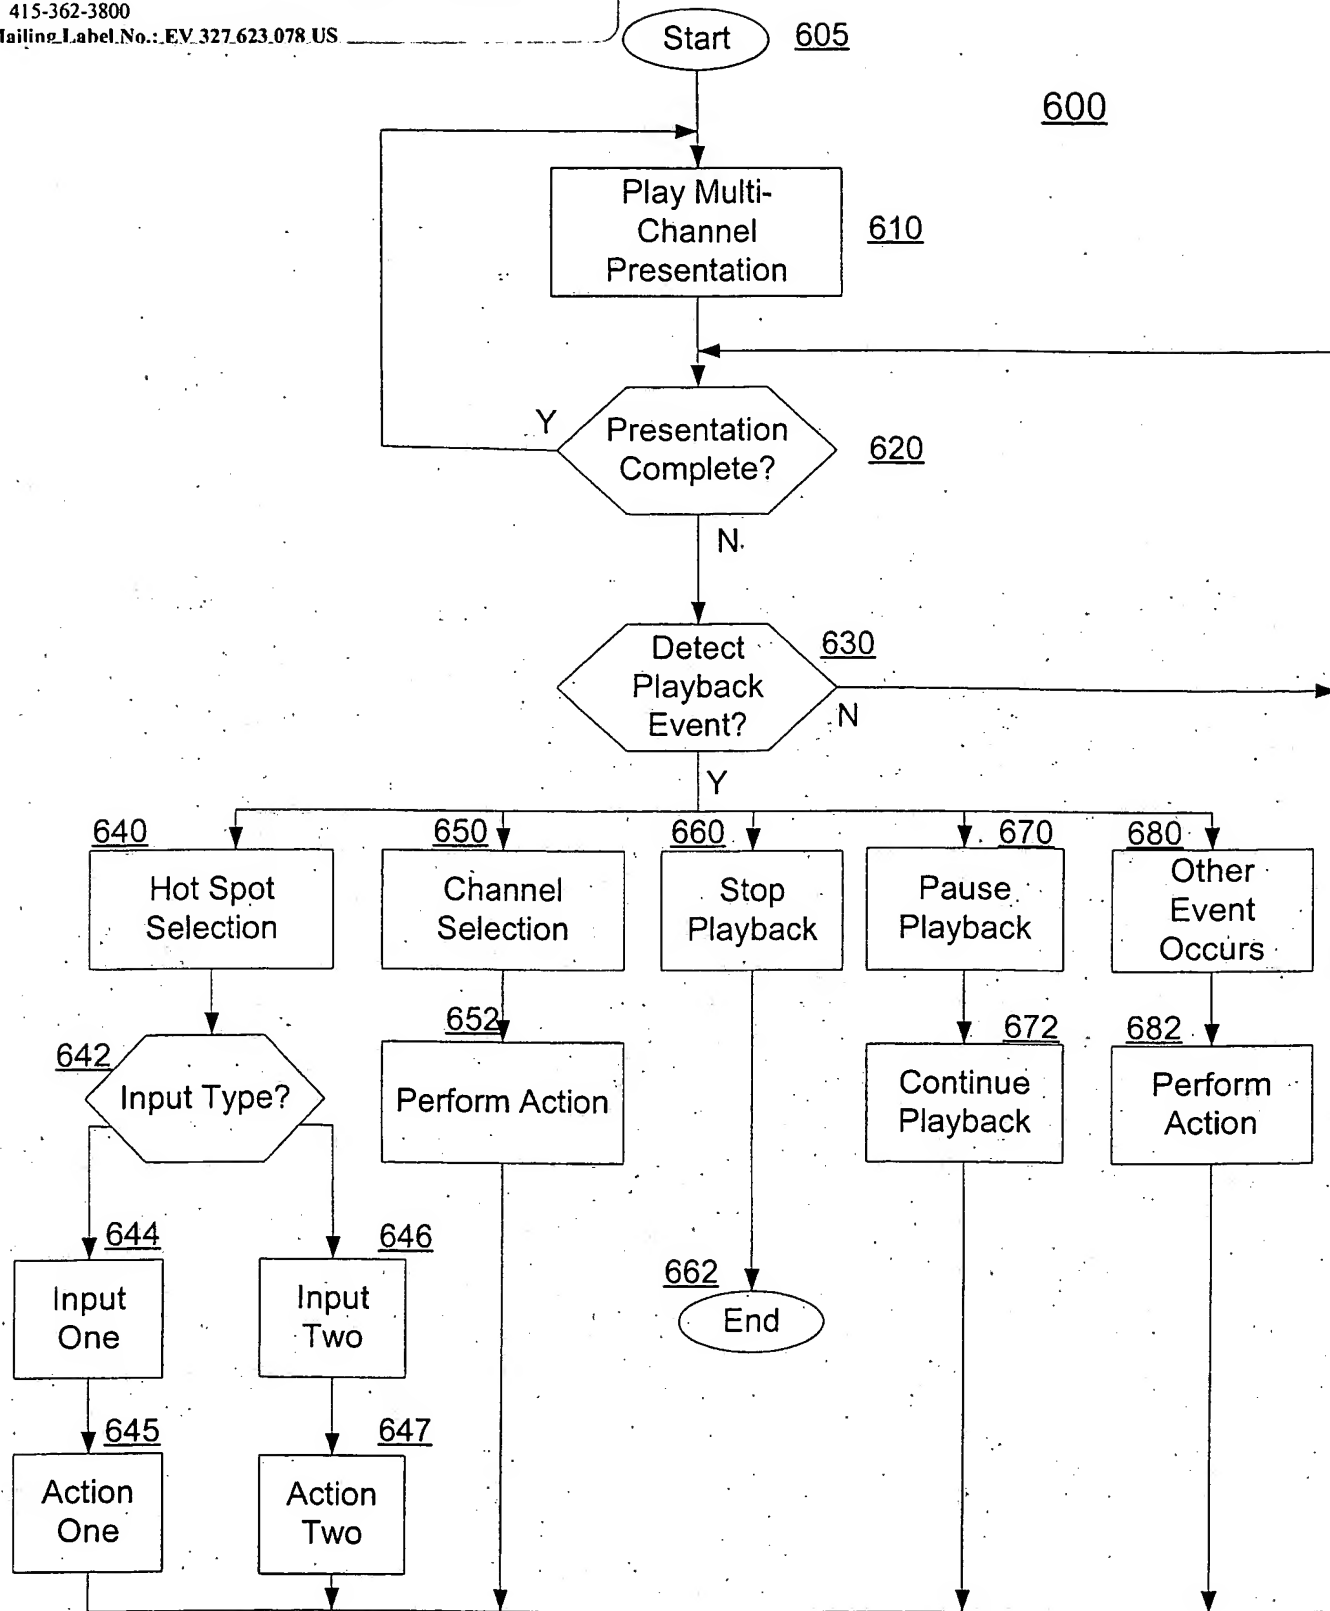 415-362-3800
Mailing Label No.: EV 327 623 078 US
Start
605
600
Play Multi-
Channel
Presentation
610
Y
Presentation
Complete?
620
N
Detect
Playback
Event?
630
N
Y
640
650
660
670
680
Hot Spot
Selection
Channel
Selection
Stop
Playback
Pause
Playback
Other
Event
Occurs
642
652
672
682
Input Type?
Perform Action
Continue
Playback
Perform
Action
644
646
662
Input
One
Input
Two
End
645
647
Action
One
Action
Two